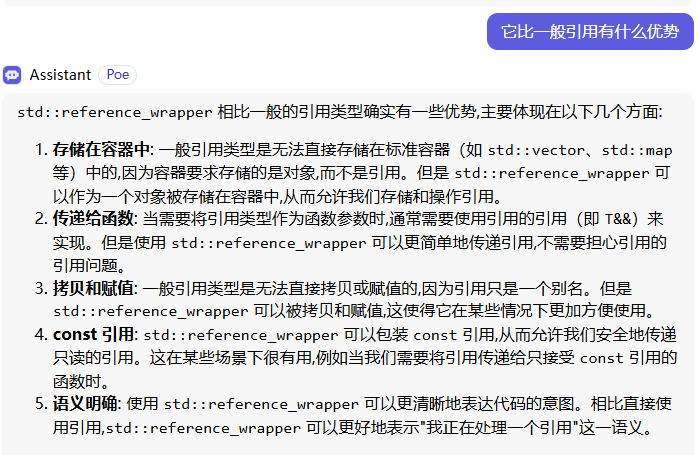 它比一般引用有什么优势
Assistant Poe
std::reference_wrapper 相比一般的引用类型确实有一些优势,主要体现在以下几个方面:
1. 存储在容器中: 一般引用类型是无法直接存储在标准容器（如 std::vector、std::map
等）中的,因为容器要求存储的是对象,而不是引用。但是 std::reference_wrapper 可
以作为一个对象被存储在容器中,从而允许我们存储和操作引用。
2. 传递给函数: 当需要将引用类型作为函数参数时,通常需要使用引用的引用（即 T&&）来
实现。但是使用 std::reference_wrapper 可以更简单地传递引用,不需要担心引用的
引用问题。
3. 拷贝和赋值: 一般引用类型是无法直接拷贝或赋值的,因为引用只是一个别名。但是
std::reference_wrapper 可以被拷贝和赋值,这使得它在某些情况下更加方便使用。
4. const 引用: std::reference_wrapper 可以包装 const 引用,从而允许我们安全地传递
只读的引用。这在某些场景下很有用,例如当我们需要将引用传递给只接受 const 引用的
函数时。
5. 语义明确: 使用 std::reference_wrapper 可以更清晰地表达代码的意图。相比直接使
用引用,std::reference_wrapper 可以更好地表示"我正在处理一个引用"这一语义。